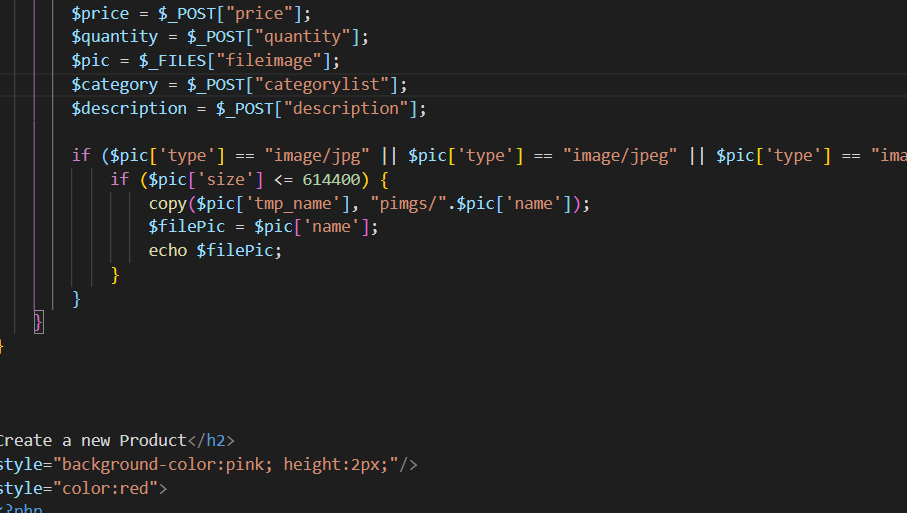 $price = $_POST["price"];
$quantity = $_POST["quantity"];
$pic = $_FILES["fileimage"];
$category = $_POST["categorylist"];
$description = $_POST["description"];
if ($pic['type'] == "image/jpg" || $pic['type'] == "image/jpeg" || $pic['type'] == "ima
if ($pic['size'] <= 614400) {
copy($pic['tmp_name'], "pimgs/".$pic['name']);
$filePic = $pic['name'];
echo $filePic;
}
}
}
}
Create a new Product</h2>
style="background-color:pink; height:2px;"/>
style="color:red">
<?php